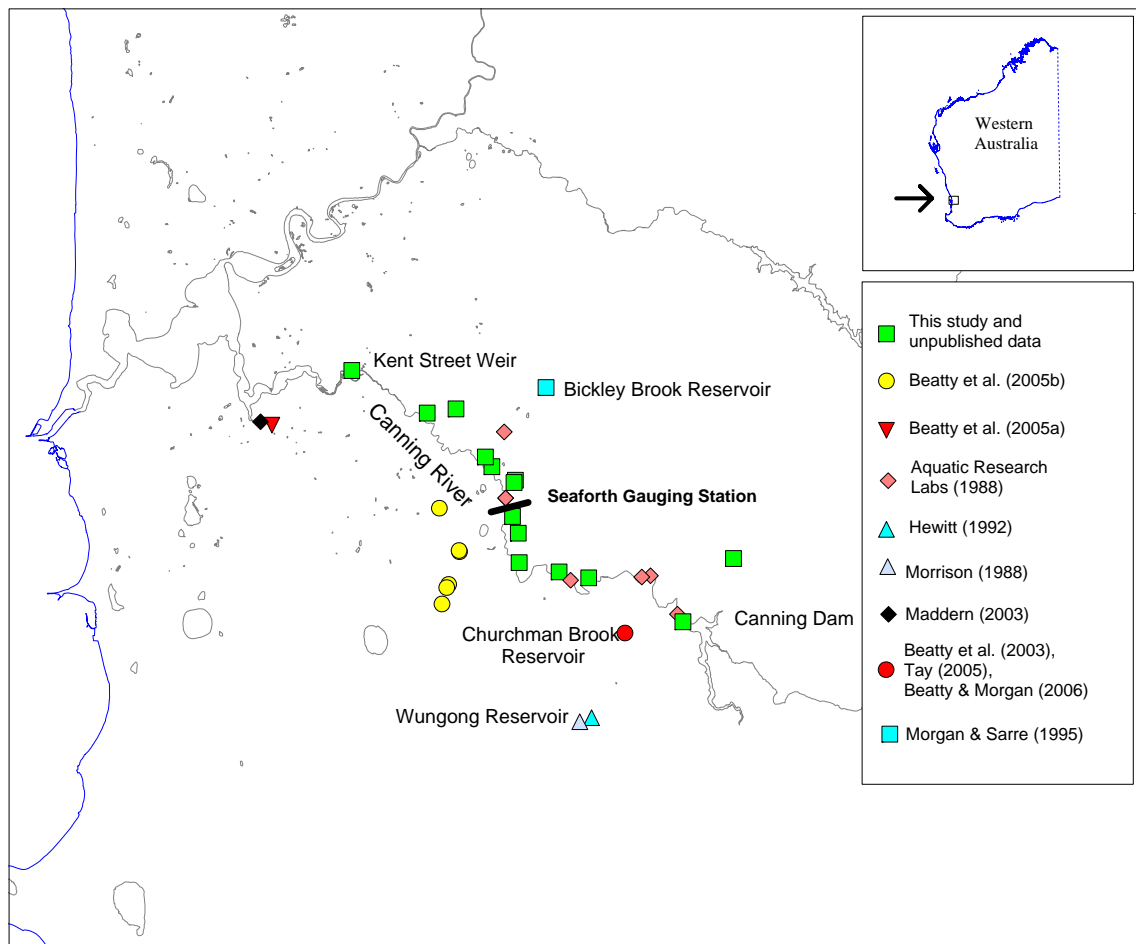 Western
Australia
Kent Street Weir
Bickley Brook Reservoir
Canning River
Seaforth Gauging Station
Canning Dam
Churchman Brook
Reservoir
Wungong Reservoir
This study and
unpublished data
Beatty et al. (2005b)
Beatty et al. (2005a)
Aquatic Research
Labs (1988)
Hewitt (1992)
Morrison (1988)
Maddern (2003)
Beatty et al. (2003),
Tay (2005),
Beatty & Morgan (2006)
Morgan & Sarre (1995)